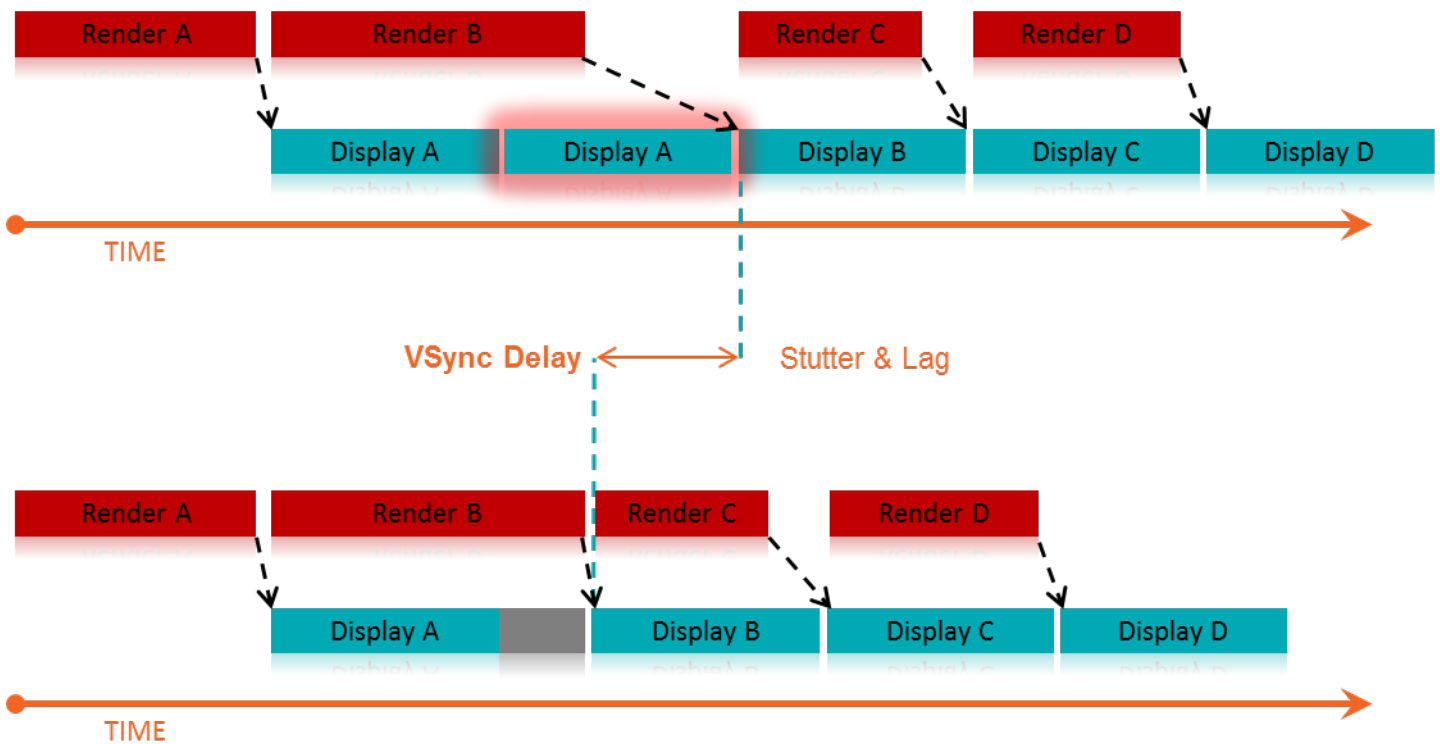 Render A Render B Render C Render D
Display A Display A Display B Display C Display D
TIME
VSync Delay Stutter & Lag
Render A Render B Render C Render D
Display A Display B Display C Display D
TIME